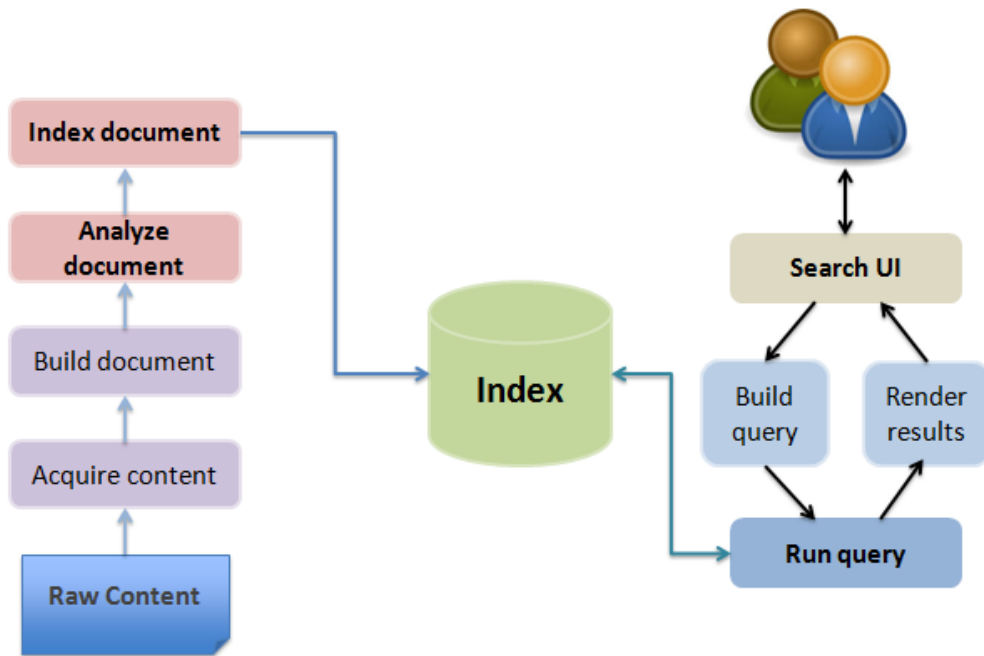 Index document
Analyze
document
Build document
Acquire content
Raw Content
Index
Search UI
Build
query
Render
results
Run query